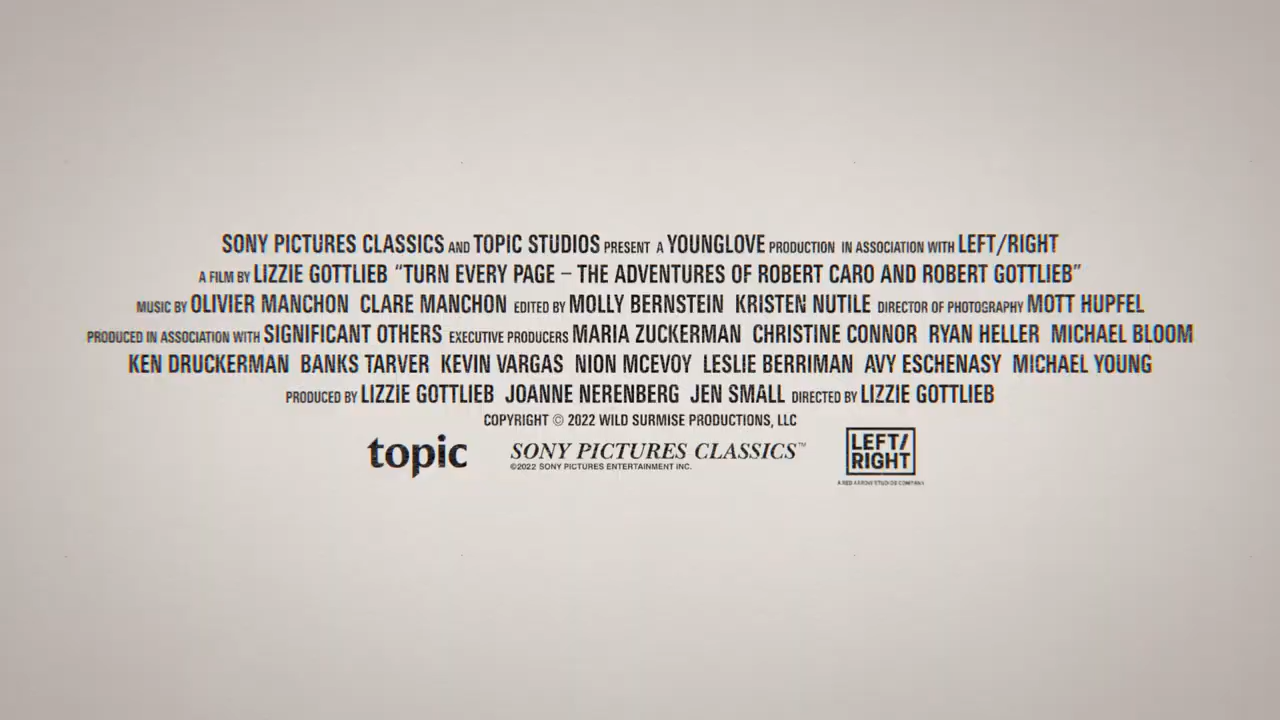 SONY PICTURES CLASSICS AND TOPIC STUDIOS PRESENT A YOUNGLOVE PRODUCTION IN ASSOCIATION WITH LEFT/RIGHT
A FILM BY LIZZIE GOTTLIEB “TURN EVERY PAGE – THE ADVENTURES OF ROBERT CARO AND ROBERT GOTTLIEB”
MUSIC BY OLIVIER MANCHON CLARE MANCHON EDITED BY MOLLY BERNSTEIN KRISTEN NUTILE DIRECTOR OF PHOTOGRAPHY MOTT HUPFEL
PRODUCED IN ASSOCIATION WITH SIGNIFICANT OTHERS EXECUTIVE PRODUCERS MARIA ZUCKERMAN CHRISTINE CONNOR RYAN HELLER MICHAEL BLOOM
KEN DRUCKERMAN BANKS TARVER KEVIN VARGAS NION MCEVOY LESLIE BERRIMAN AVY ESCHENASY MICHAEL YOUNG
PRODUCED BY LIZZIE GOTTLIEB JOANNE NERENBERG JEN SMALL DIRECTED BY LIZZIE GOTTLIEB
COPYRIGHT © 2022 WILD SURMISE PRODUCTIONS, LLC
topic
SONY PICTURES CLASSICS™
©2022 SONY PICTURES ENTERTAINMENT INC.
LEFT/
RIGHT
A RED ARROW STUDIOS COMPANY